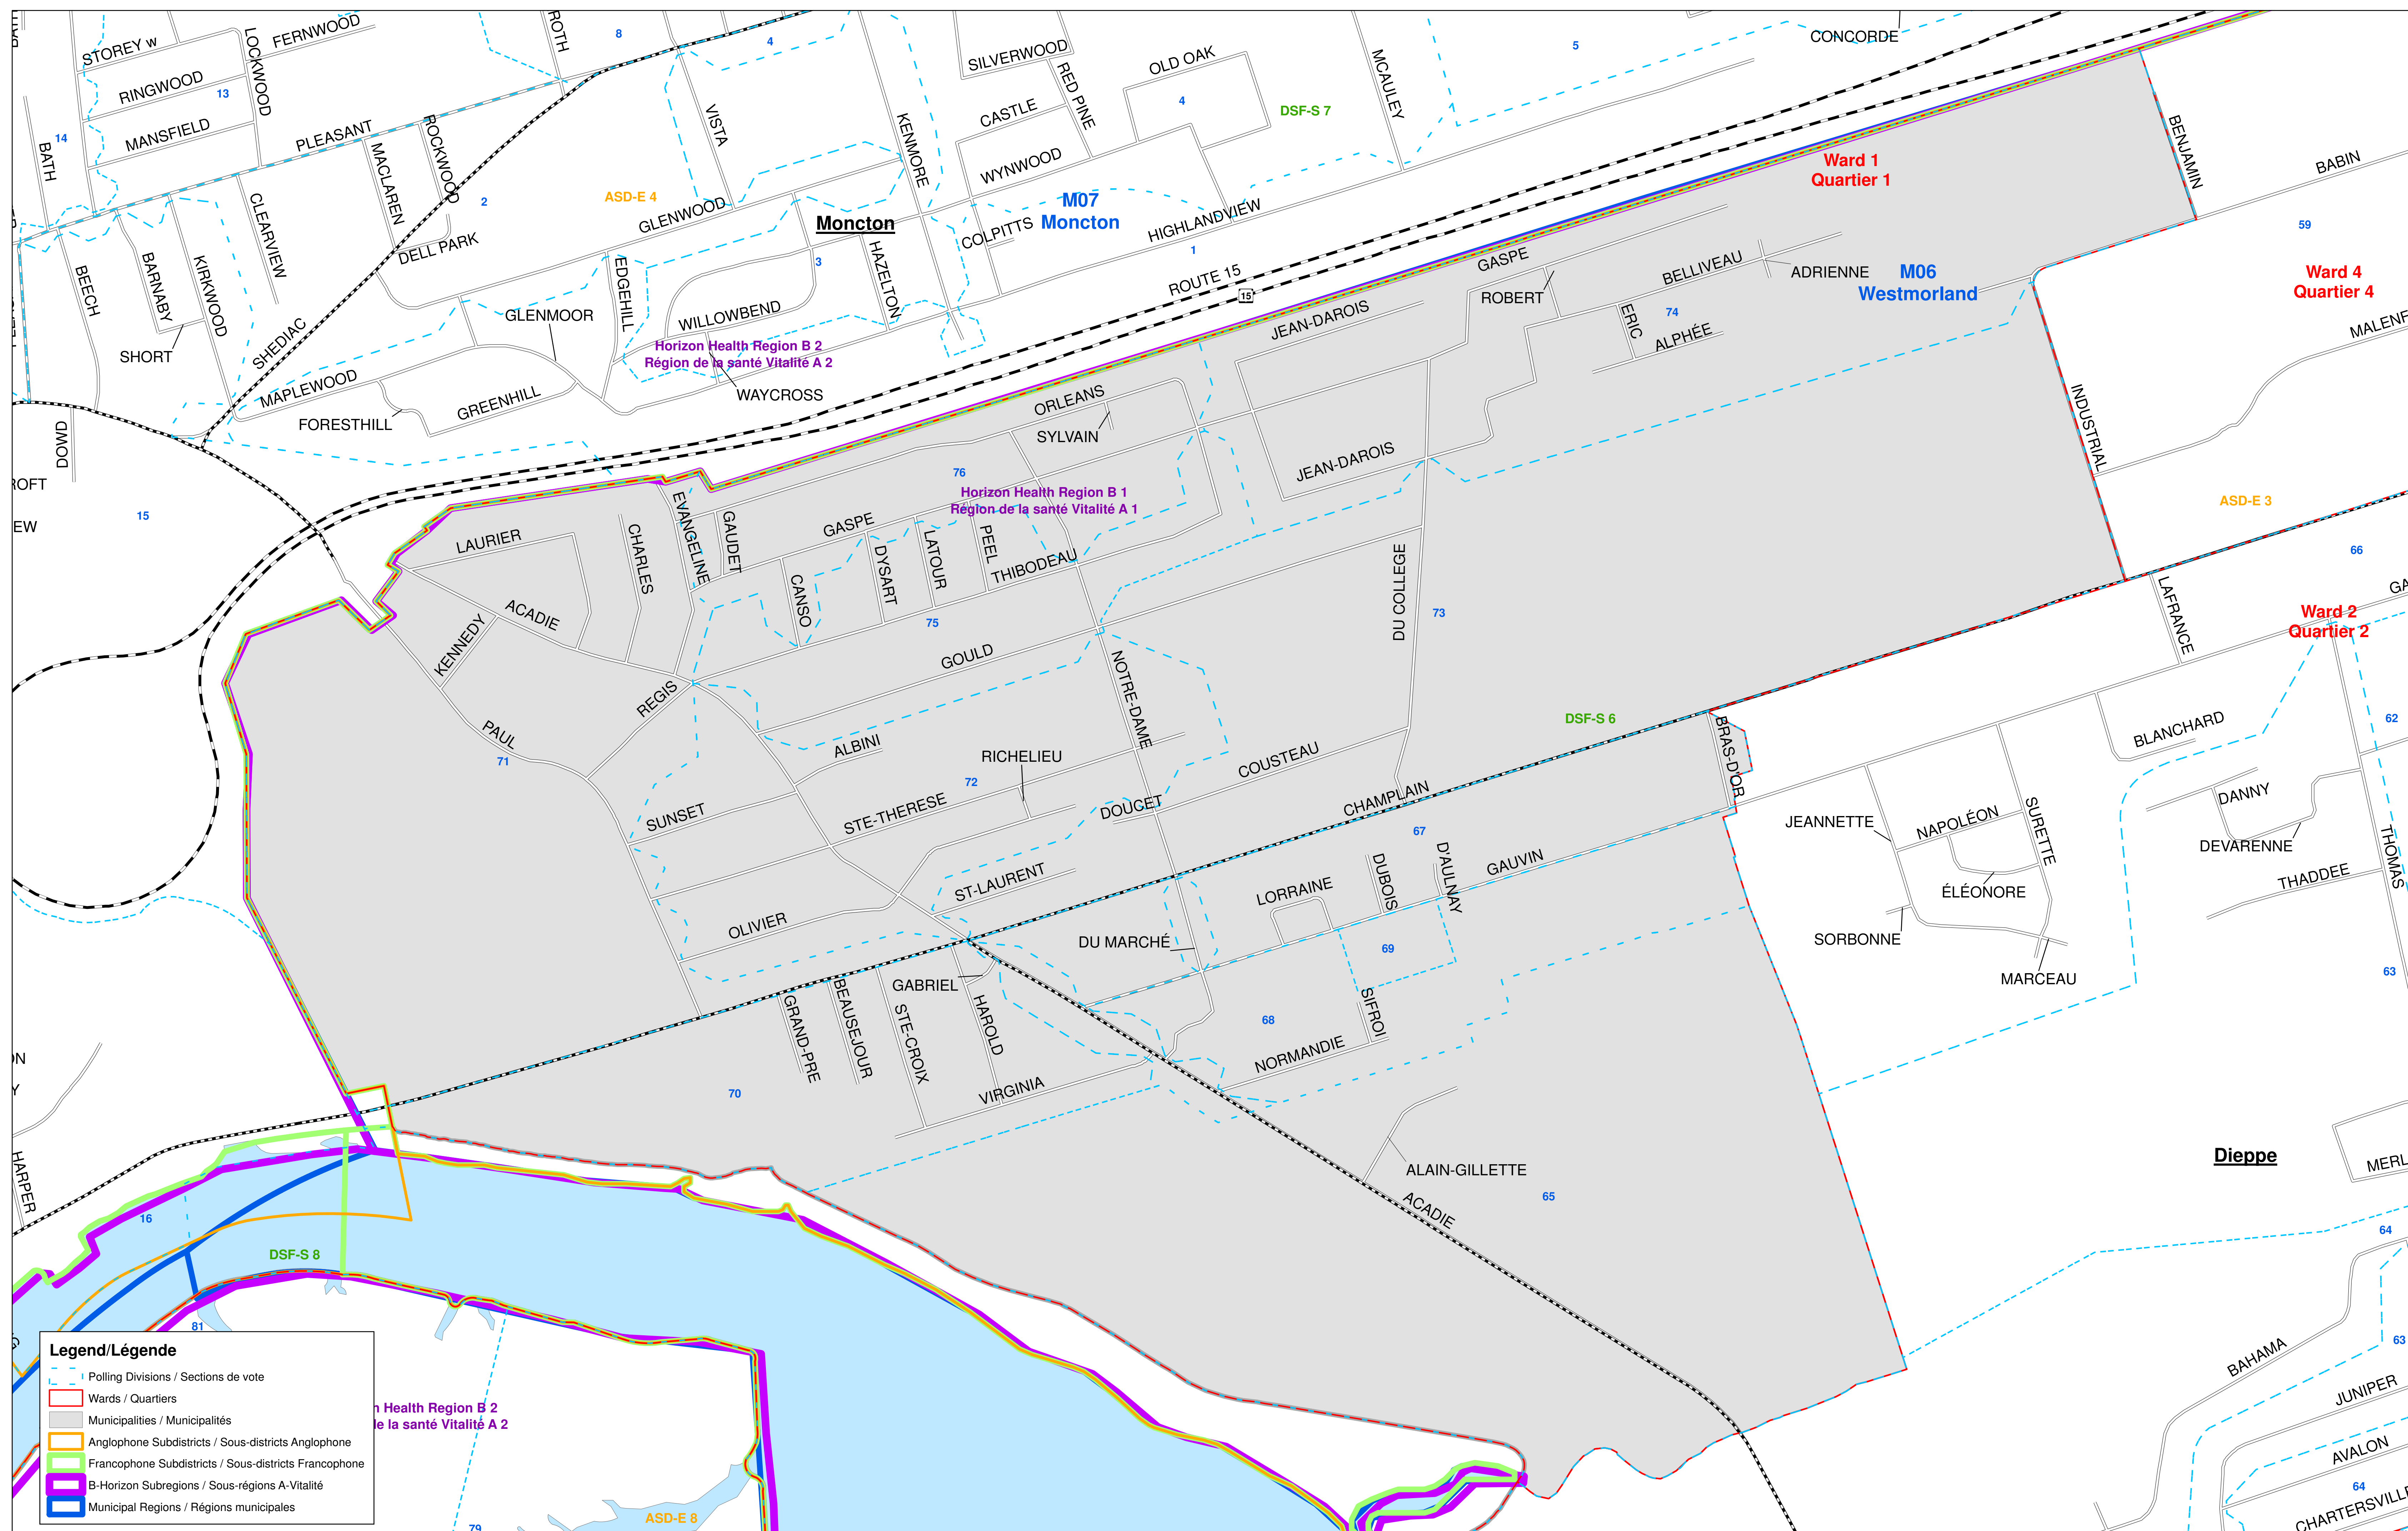 STOREY w
FERNWOOD
LOCKWOOD
ROTH
8
4
SILVERWOOD
OLD OAK
5
CONCORDE
RINGWOOD
13
RED PINE
MCAULEY
MANSFIELD
CASTLE
4
DSF-S 7
14
BATH
PLEASANT
ROCKWOOD
VISTA
KENMORE
WYNWOOD
BENJAMIN
BABIN
MACLAREN
Ward 1
Quartier 1
CLEARVIEW
2
ASD-E 4
GLENWOOD
Moncton
M07
Moncton
COLPITTS
HIGHLANDVIEW
1
59
DELL PARK
BEECH
BARNABY
KIRKWOOD
EDGEHILL
3
HAZELTON
ROUTE 15
15
GASPE
BELLIVEAU
ADRIENNE
M06
Westmorland
Ward 4
Quartier 4
ROBERT
74
ERIC
ALPHÉE
MALENF
SHORT
SHEDIAC
GLENMOOR
WILLOWBEND
JEAN-DAROIS
Horizon Health Region B 2
Région de la santé Vitalité A 2
WAYCROSS
MAPLEWOOD
FORESTHILL
GREENHILL
ORLEANS
SYLVAIN
INDUSTRIAL
DOWD
ROFT
EW
15
76
JEAN-DAROIS
Horizon Health Region B 1
Région de la santé Vitalité A 1
ASD-E 3
66
LAURIER
CHARLES
EVANGELINE
GAUDET
GASPE
DYSART
LATOUR
PEEL
THIBODEAU
CANSO
DU COLLEGE
73
LAFRANCE
GA
Ward 2
Quartier 2
ACADIE
KENNEDY
75
GOULD
NOTRE-DAME
REGIS
PAUL
71
ALBINI
RICHELIEU
COUSTEAU
DSF-S 6
BRAS-D'OR
BLANCHARD
62
72
SUNSET
STE-THERESE
DOUCET
CHAMPLAIN
67
DANNY
JEANNETTE
NAPOLÉON
SURETTE
DEVARENNE
THOMAS
ST-LAURENT
LORRAINE
DUBOIS
D'AULNAY
GAUVIN
ÉLÉONORE
THADDEE
OLIVIER
DU MARCHÉ
69
SORBONNE
MARCEAU
63
GABRIEL
GRAND-PRE
BEAUSEJOUR
STE-CROIX
HAROLD
68
SIFROI
NORMANDIE
ON
Y
70
VIRGINIA
HARPER
ALAIN-GILLETTE
Dieppe
MERL
16
ACADIE
65
64
DSF-S 8
81
63
BAHAMA
JUNIPER
AVALON
64
CHARTERSVILLE
n Health Region B 2
de la santé Vitalité A 2
ASD-E 8
79
Legend/Légende
Polling Divisions / Sections de vote
Wards / Quartiers
Municipalities / Municipalités
Anglophone Subdistricts / Sous-districts Anglophone
Francophone Subdistricts / Sous-districts Francophone
B-Horizon Subregions / Sous-régions A-Vitalité
Municipal Regions / Régions municipales